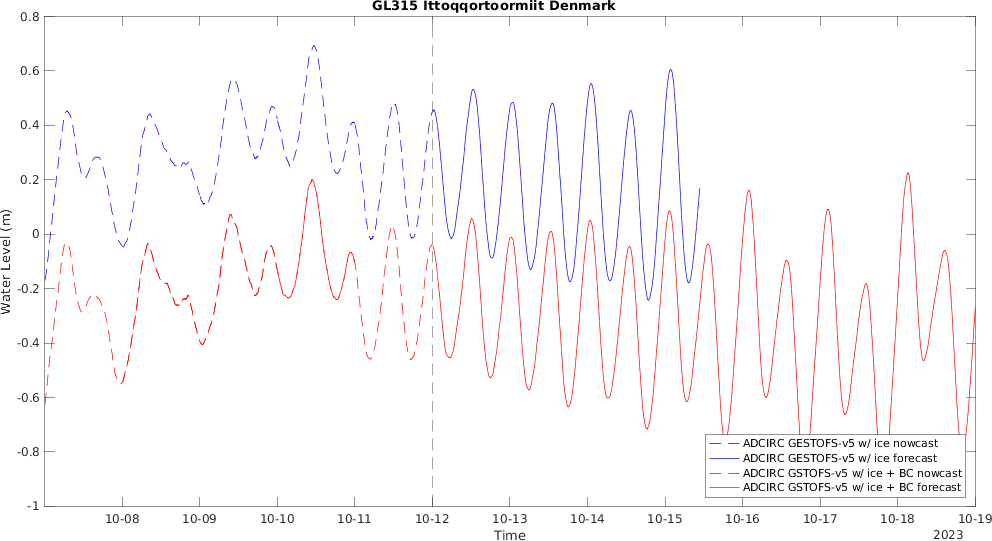 GL315 Ittoqqortoormiit Denmark
0.8
0.6
0.4
0.2
0
-0.2
-0.4
-0.6
-0.8
-1
Water Level (m)
ADCIRC GESTOFS-v5 w/ ice nowcast
ADCIRC GESTOFS-v5 w/ ice forecast
ADCIRC GSTOFS-v5 w/ ice + BC nowcast
ADCIRC GSTOFS-v5 w/ ice + BC forecast
10-08 10-09 10-10 10-11 10-12 10-13 10-14 10-15 10-16 10-17 10-18 10-19
Time
2023